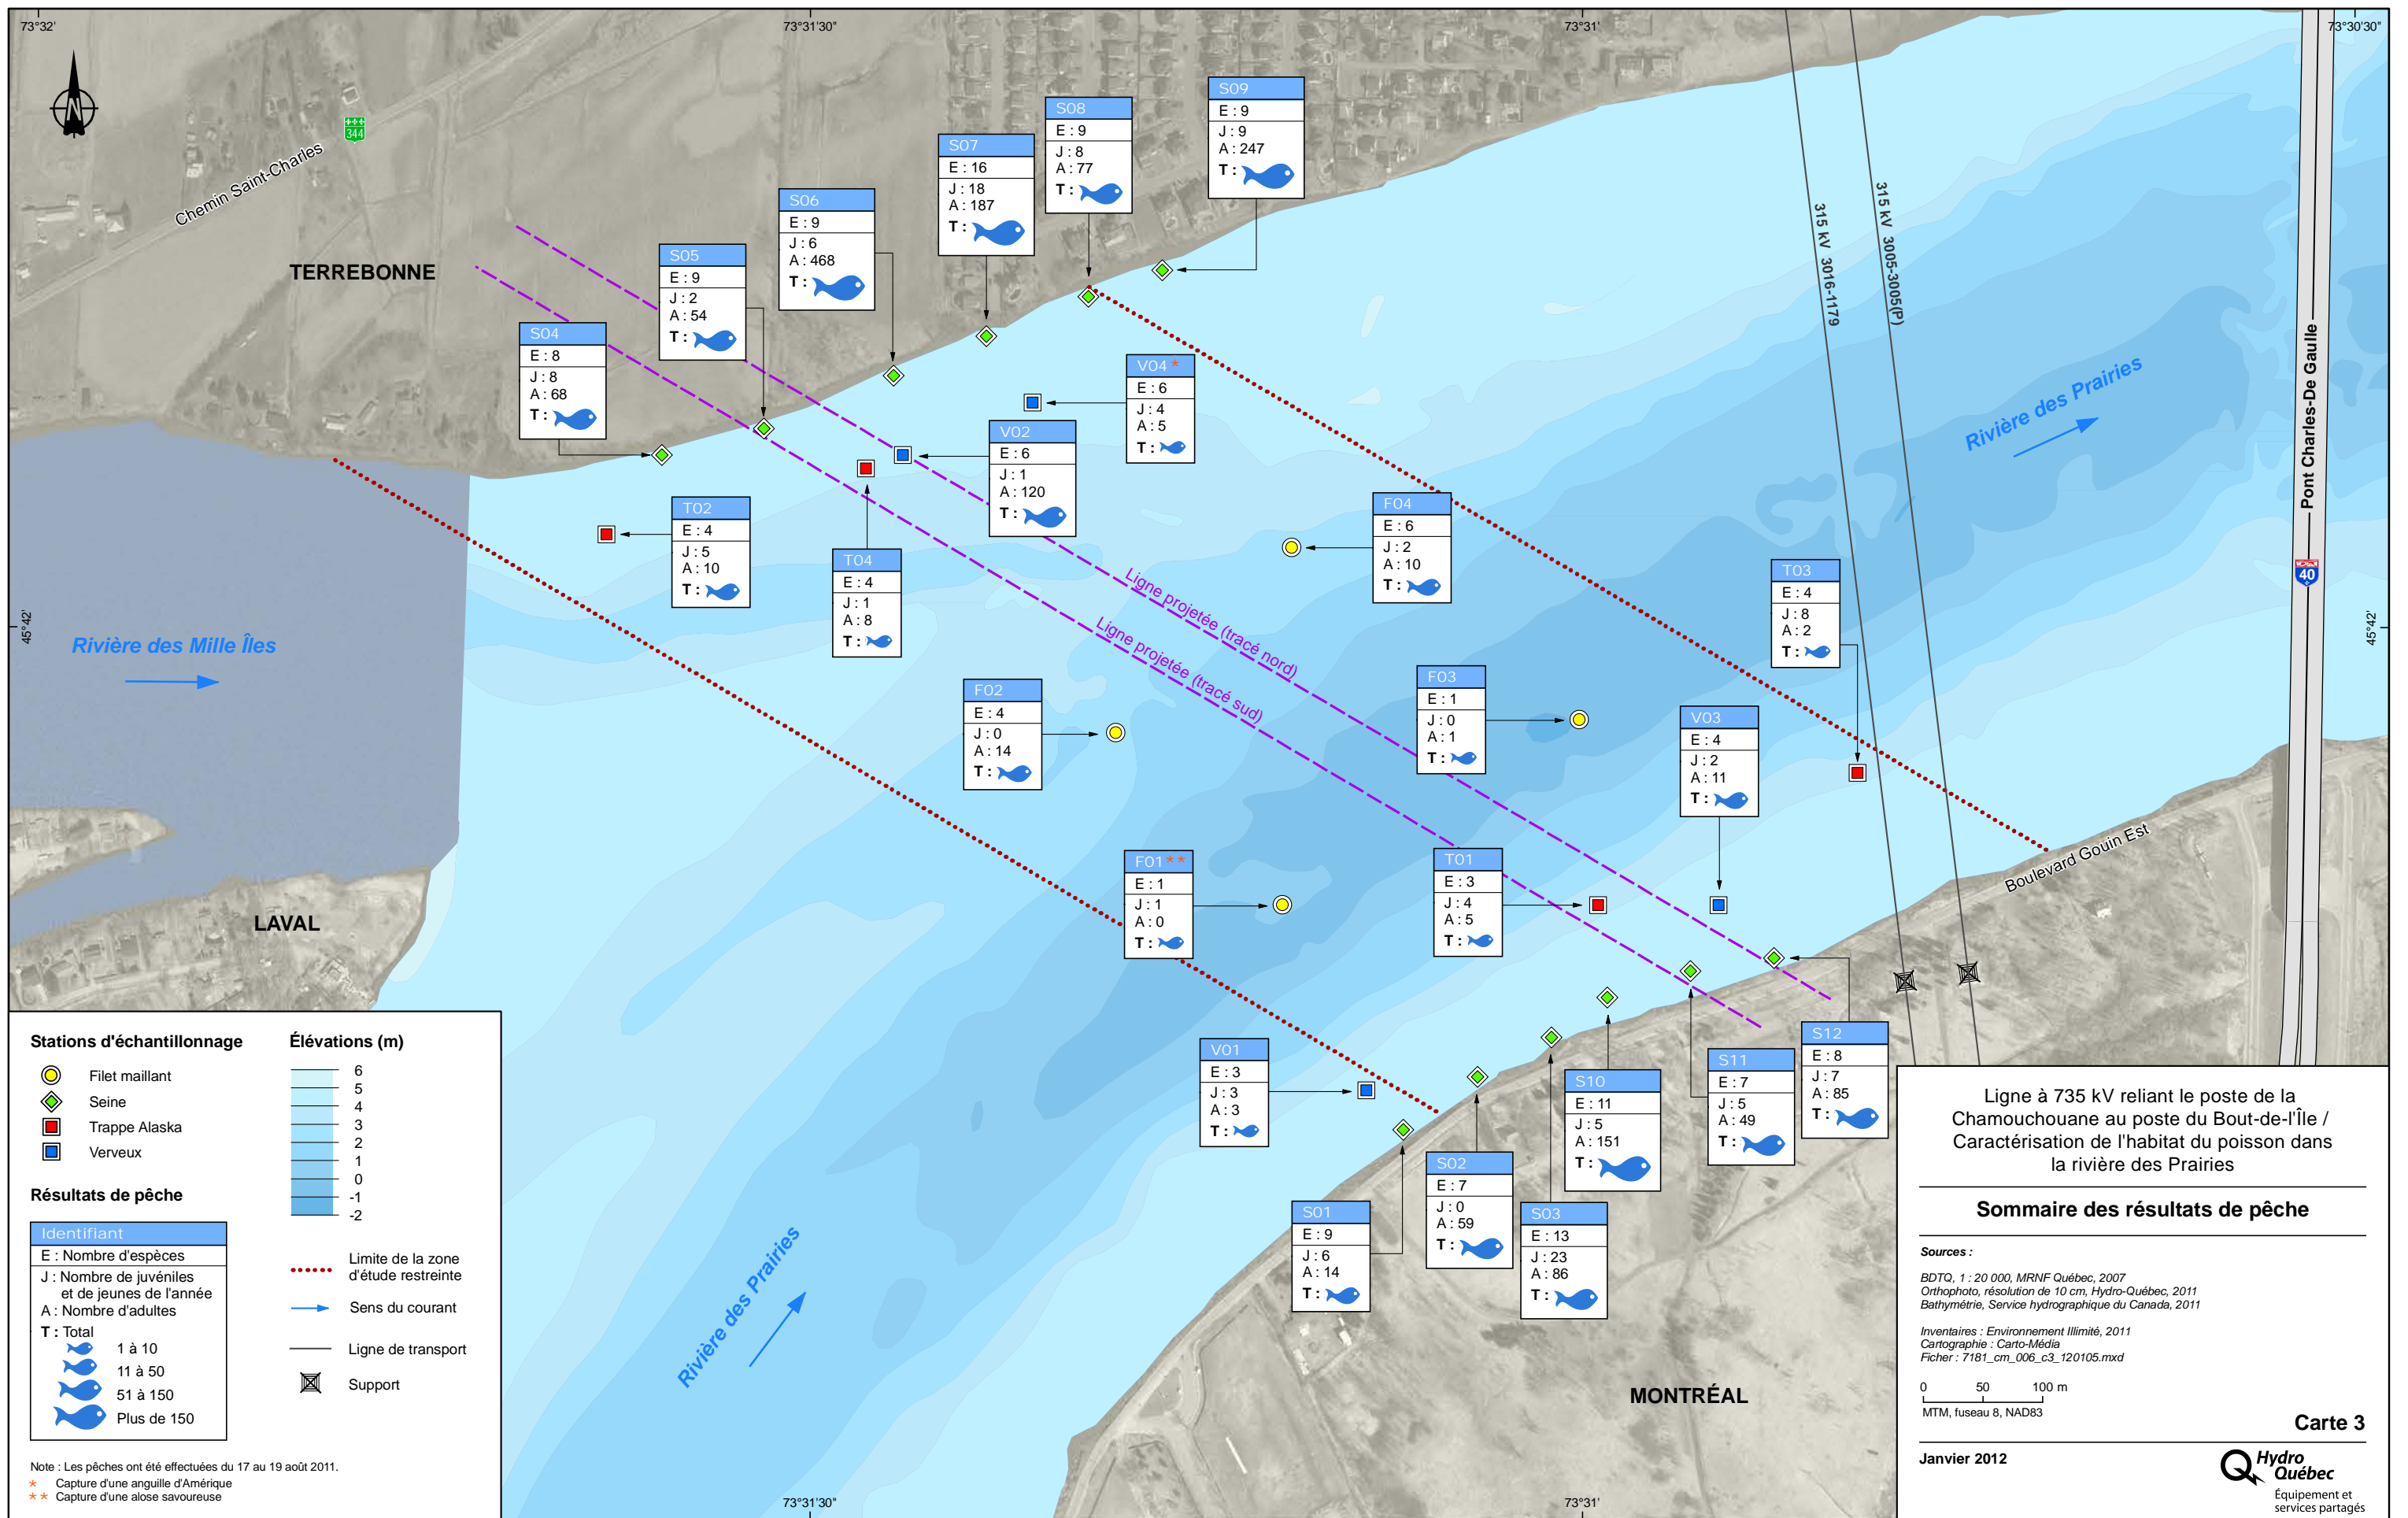 73°32'
73°31'30"
73°31'
73°30'30"
N
344
Chemin Saint-Charles
TERREBONNE
S04
E : 8
J : 8
A : 68
T :
S05
E : 9
J : 2
A : 54
T :
S06
E : 9
J : 6
A : 468
T :
S07
E : 16
J : 18
A : 187
T :
S08
E : 9
J : 8
A : 77
T :
S09
E : 9
J : 9
A : 247
T :
V04 *
E : 6
J : 4
A : 5
T :
V02
E : 6
J : 1
A : 120
T :
T02
E : 4
J : 5
A : 10
T :
T04
E : 4
J : 1
A : 8
T :
F04
E : 6
J : 2
A : 10
T :
T03
E : 4
J : 8
A : 2
T :
F02
E : 4
J : 0
A : 14
T :
F03
E : 1
J : 0
A : 1
T :
V03
E : 4
J : 2
A : 11
T :
F01 **
E : 1
J : 1
A : 0
T :
T01
E : 3
J : 4
A : 5
T :
V01
E : 3
J : 3
A : 3
T :
S01
E : 9
J : 6
A : 14
T :
S02
E : 7
J : 0
A : 59
T :
S03
E : 13
J : 23
A : 86
T :
S10
E : 11
J : 5
A : 151
T :
S11
E : 7
J : 5
A : 49
T :
S12
E : 8
J : 7
A : 85
T :
315 kV 3016-1179
315 kV 3005-3005(P)
Pont Charles-De Gaulle
40
Rivière des Prairies
Ligne projetée (tracé nord)
Ligne projetée (tracé sud)
45°42'
45°42'
Rivière des Mille Îles
LAVAL
Boulevard Gouin Est
Rivière des Prairies
MONTRÉAL
73°31'30"
73°31'
Stations d'échantillonnage
Filet maillant
Seine
Trappe Alaska
Verveux
Résultats de pêche
Identifiant
E : Nombre d'espèces
J : Nombre de juvéniles
et de jeunes de l'année
A : Nombre d'adultes
T : Total
1 à 10
11 à 50
51 à 150
Plus de 150
Élévations (m)
6
5
4
3
2
1
0
-1
-2
Limite de la zone
d'étude restreinte
Sens du courant
Ligne de transport
Support
Note : Les pêches ont été effectuées du 17 au 19 août 2011.
* Capture d'une anguille d'Amérique
** Capture d'une alose savoureuse
Ligne à 735 kV reliant le poste de la
Chamouchouane au poste du Bout-de-l'Île /
Caractérisation de l'habitat du poisson dans
la rivière des Prairies
Sommaire des résultats de pêche
Sources :
BDTQ, 1 : 20 000, MRNF Québec, 2007
Orthophoto, résolution de 10 cm, Hydro-Québec, 2011
Bathymétrie, Service hydrographique du Canada, 2011
Inventaires : Environnement Illimité, 2011
Cartographie : Carto-Média
Ficher : 7181_cm_006_c3_120105.mxd
0 50 100 m
MTM, fuseau 8, NAD83
Carte 3
Janvier 2012
Hydro
Québec
Équipement et
services partagés